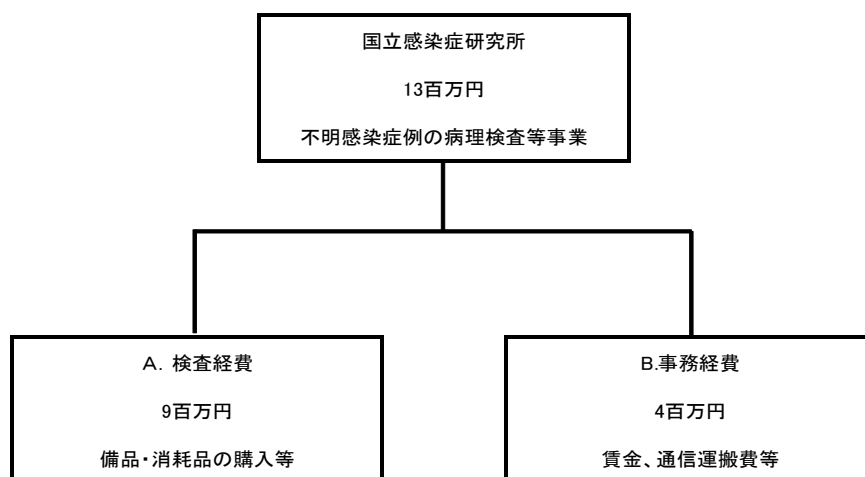 国立感染症研究所
13百万円
不明感染症例の病理検査等事業
A. 検査経費
9百万円
備品・消耗品の購入等
B.事務経費
4百万円
賃金、通信運搬費等